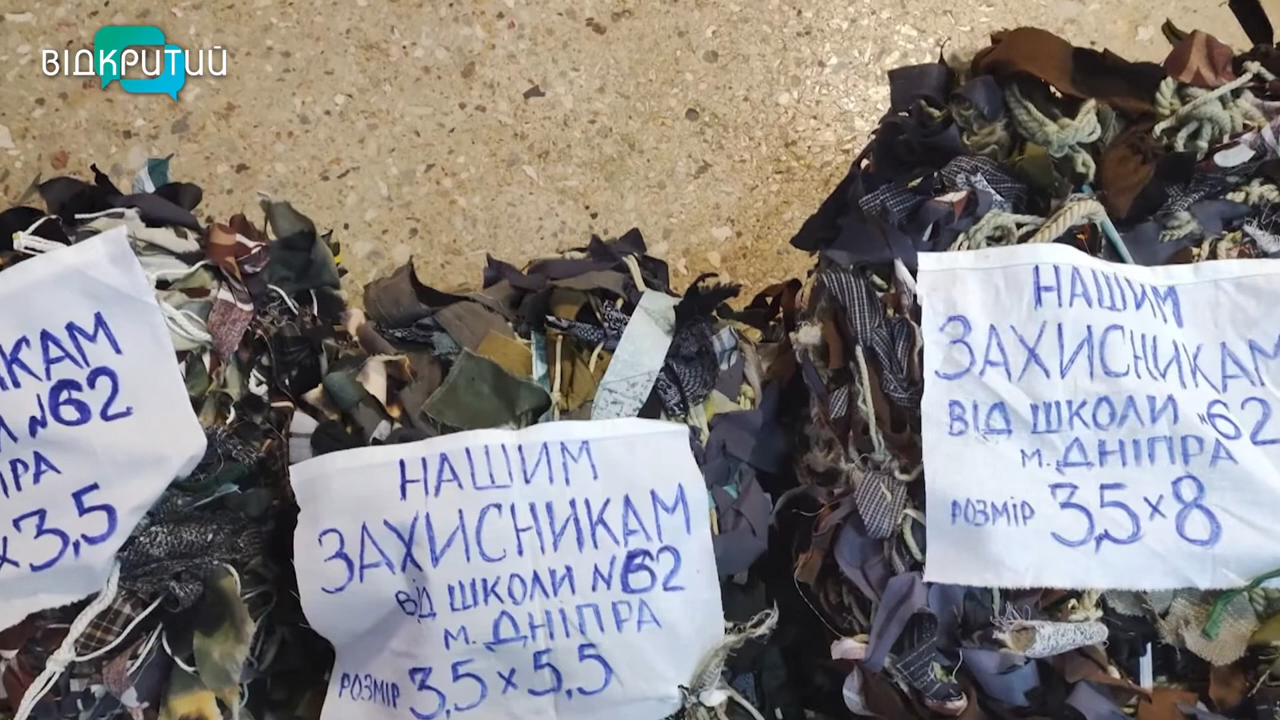 ВІДКРИТИЙ
КАМ
№62
3,5
НАШИМ
ЗАХИСНИКАМ
ВІД ШКОЛИ №62
м. ДНІПРА
РОЗМІР 3,5 х 5,5
НАШИМ
ЗАХИСНИКАМ
ВІД ШКОЛИ №62
м. ДНІПРА
РОЗМІР 3,5 х 8